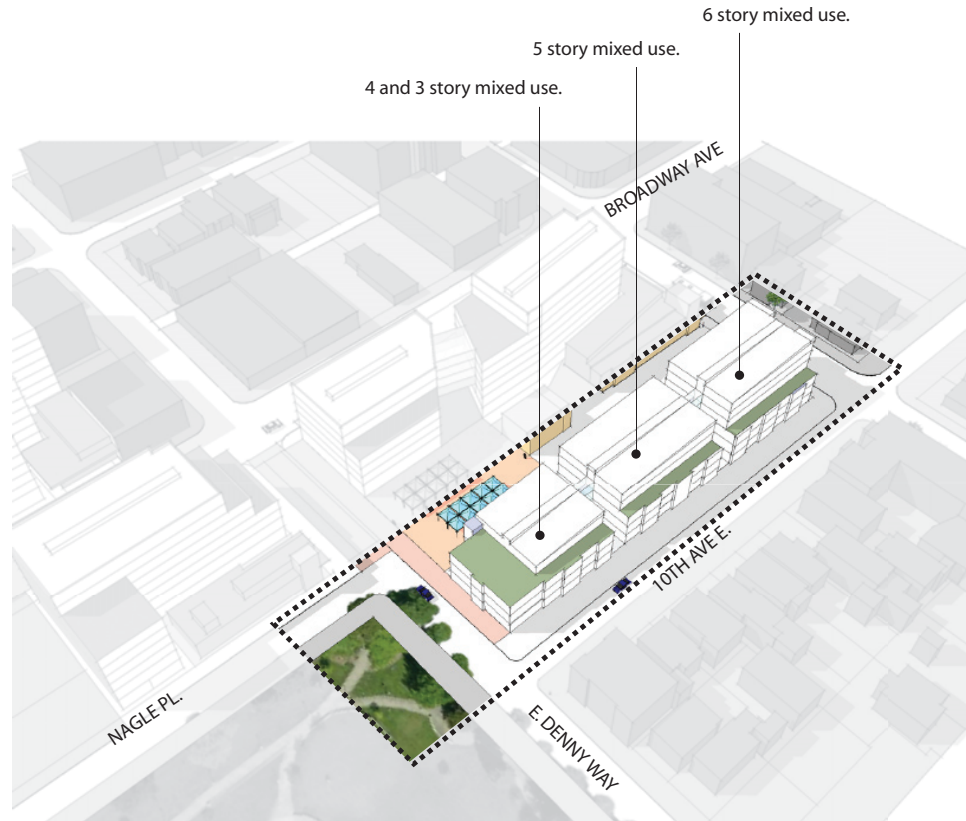 6 story mixed use.
5 story mixed use.
4 and 3 story mixed use.
BROADWAY AVE
10TH AVE E.
NAGLE PL.
E. DENNY WAY